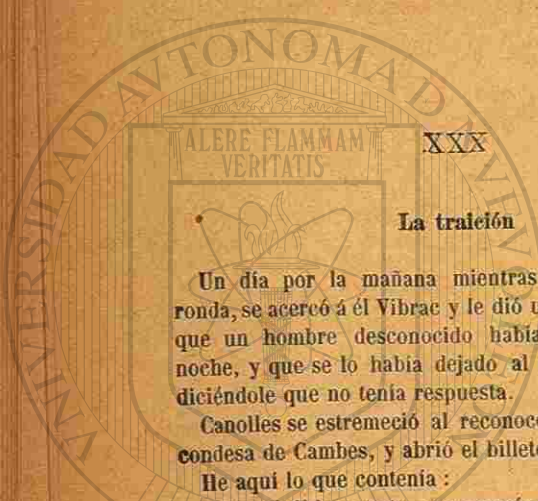 XXX
La traición
Un día por la mañana mientras
ronda, se acercó á él Vibrac y le dió
que un hombre desconocido había
noche, y que se lo había dejado al
diciéndole que no tenía respuesta.
Canolles se estremeció al
condesa de Cambes, y abrió el billete
He aquí lo que contenía :
ALERE FLAMMAM
VERITATIS